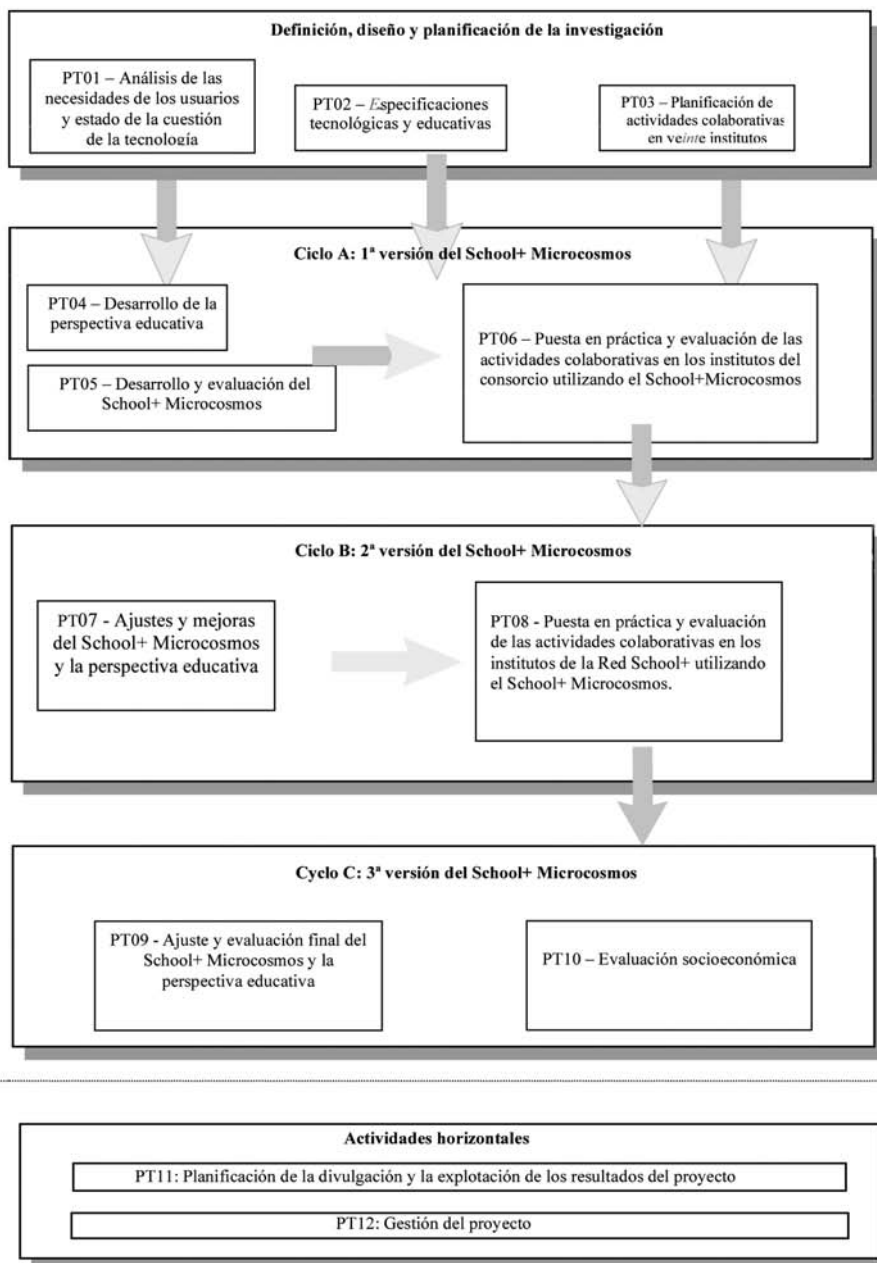 Definición, diseño y planificación de la investigación
PT01 – Análisis de las
necesidades de los usuarios
y estado de la cuestión
de la tecnología
PT02 – Especificaciones
tecnológicas y educativas
PT03 – Planificación de
actividades colaborativas
en veinte institutos
Ciclo A: 1ª versión del School+ Microcosmos
PT04 – Desarrollo de la
perspectiva educativa
PT05 – Desarrollo y evaluación del
School+ Microcosmos
PT06 – Puesta en práctica y evaluación de las
actividades colaborativas en los institutos del
consorcio utilizando el School+Microcosmos
Ciclo B: 2ª versión del School+ Microcosmos
PT07 - Ajustes y mejoras
del School+ Microcosmos
y la perspectiva educativa
PT08 - Puesta en práctica y evaluación
de las actividades colaborativas en los
institutos de la Red School+ utilizando
el School+ Microcosmos.
Cyclo C: 3ª versión del School+ Microcosmos
PT09 - Ajuste y evaluación final del
School+ Microcosmos y la
perspectiva educativa
PT10 – Evaluación socioeconómica
Actividades horizontales
PT11: Planificación de la divulgación y la explotación de los resultados del proyecto
PT12: Gestión del proyecto